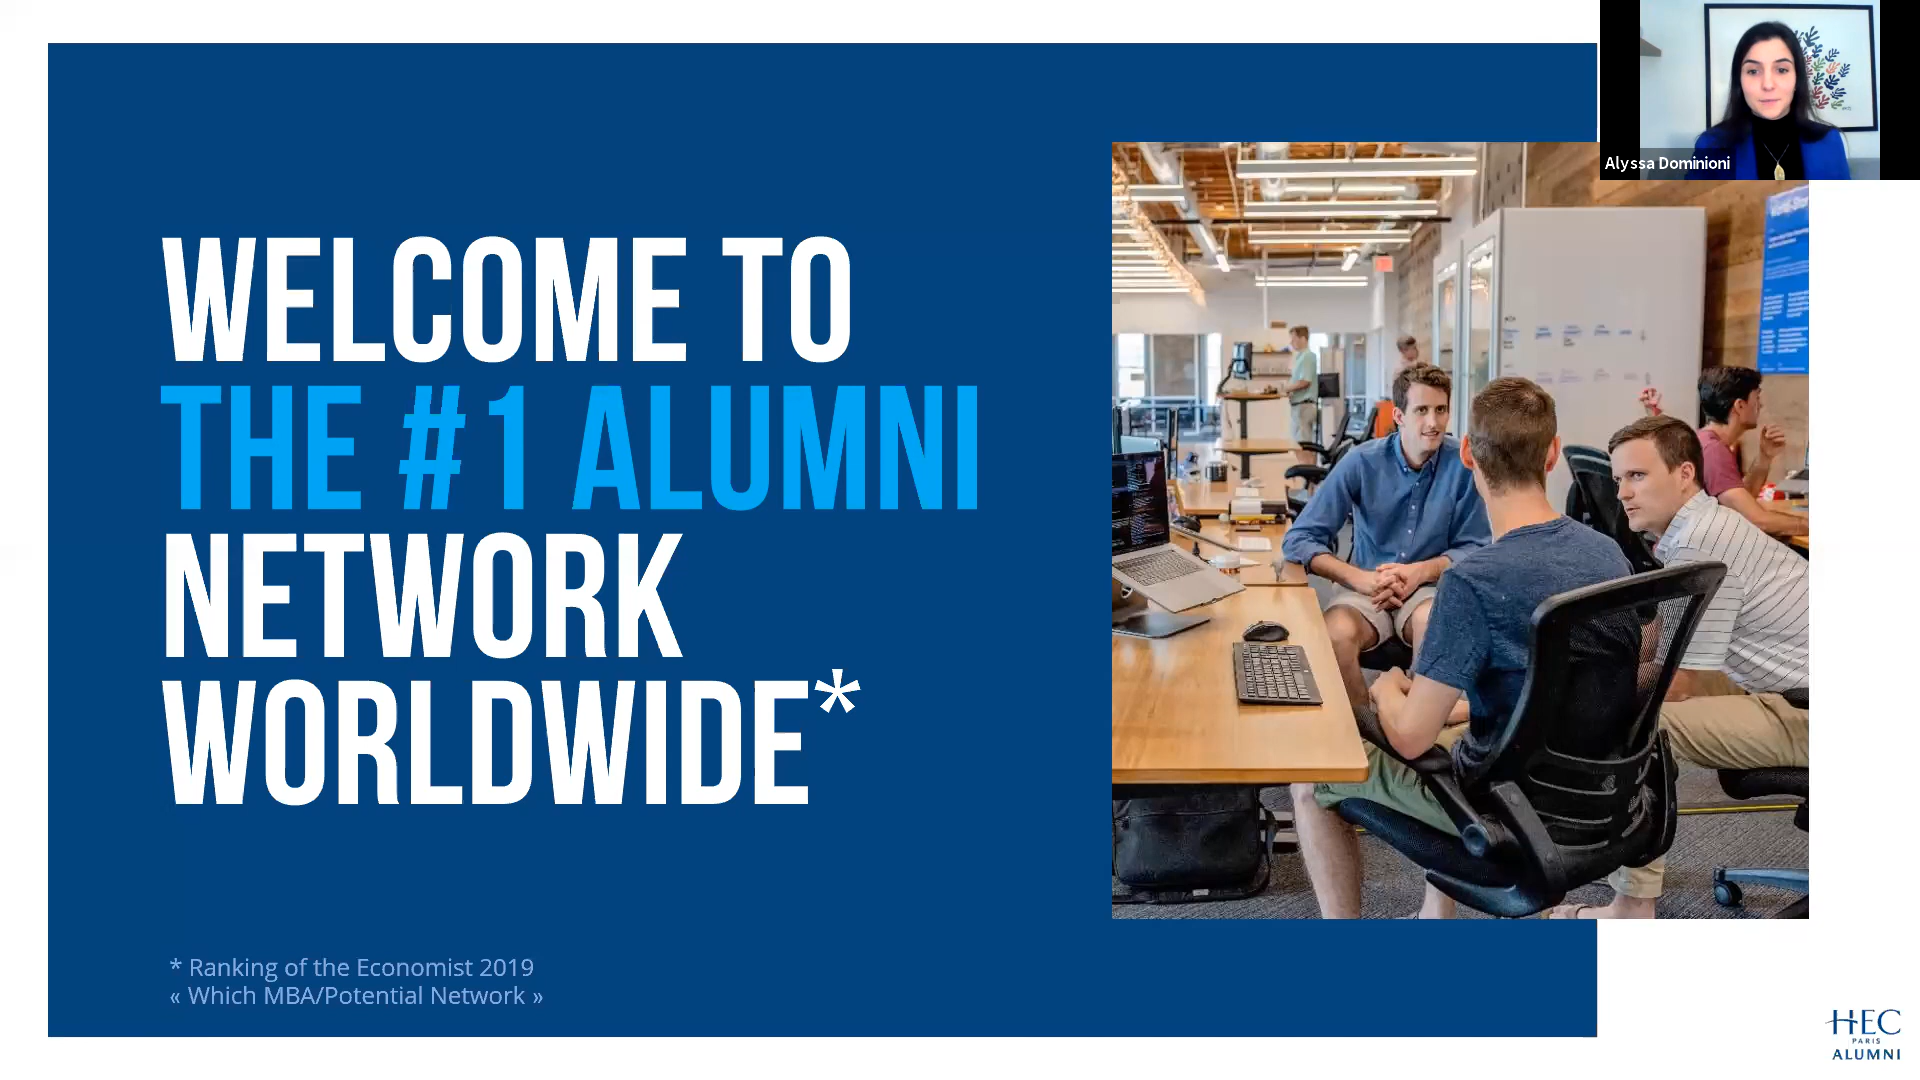 WELCOME TO
THE #1 ALUMNI
NETWORK
WORLDWIDE*
* Ranking of the Economist 2019
« Which MBA/Potential Network »
Alyssa Dominioni
HEC
PARIS
ALUMNI